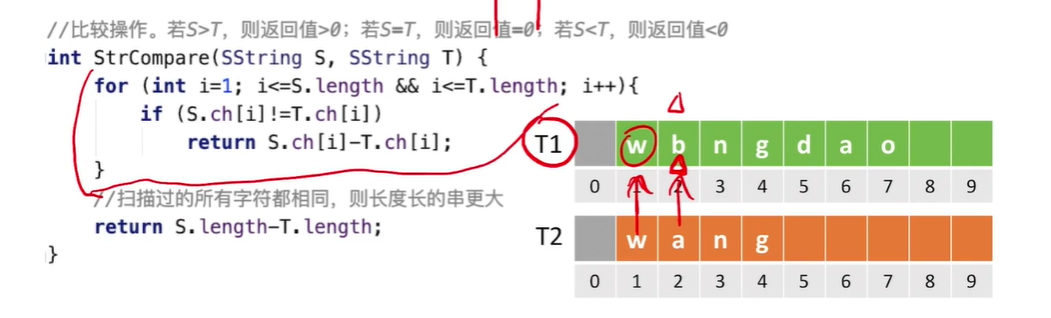 //比较操作。若S>T，则返回值>0；若S=T，则返回值=0；若S<T，则返回值<0
int StrCompare(SString S, SString T) {
for (int i=1; i<=S.length && i<=T.length; i++){
if (S.ch[i]!=T.ch[i])
return S.ch[i]-T.ch[i];
}
//扫描过的所有字符都相同，则长度长的串更大
return S.length-T.length;
}
T1
w b n g d a o
0 1 2 3 4 5 6 7 8 9
T2
w a n g
0 1 2 3 4 5 6 7 8 9